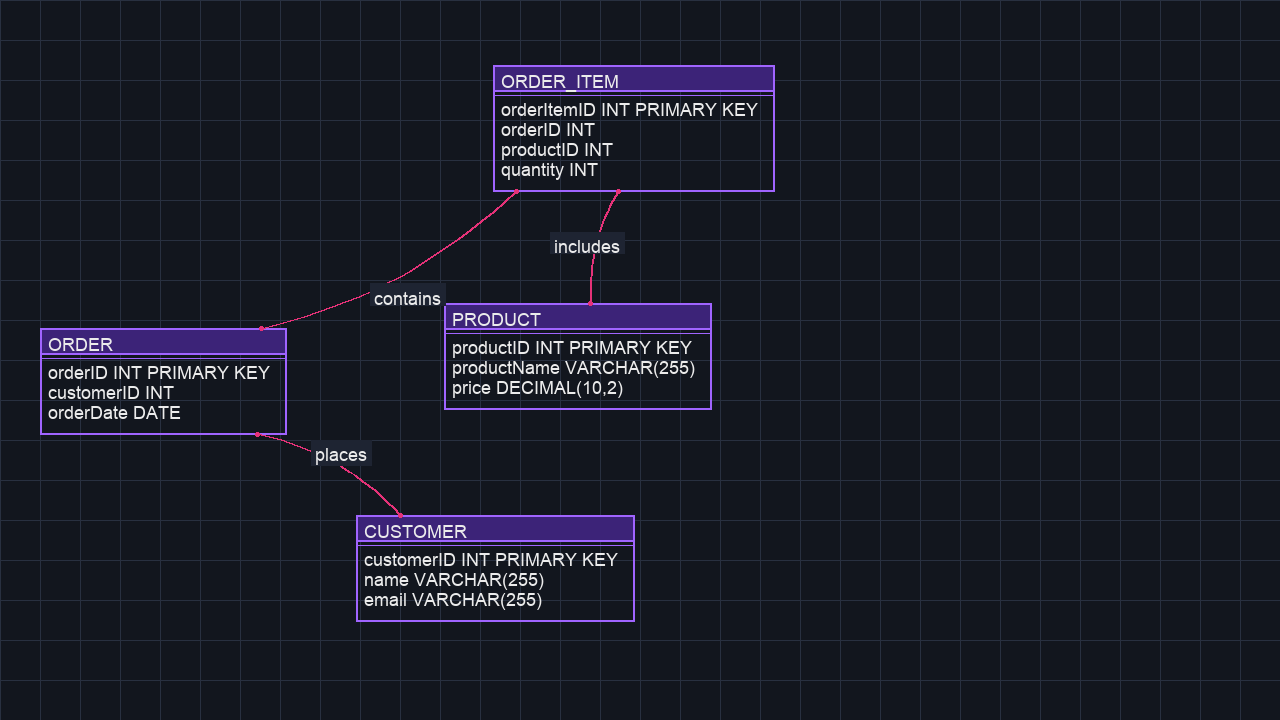 ORDER_ITEM
orderItemID INT PRIMARY KEY
orderID INT
productID INT
quantity INT
includes
contains
PRODUCT
productID INT PRIMARY KEY
productName VARCHAR(255)
price DECIMAL(10,2)
ORDER
orderID INT PRIMARY KEY
customerID INT
orderDate DATE
places
CUSTOMER
customerID INT PRIMARY KEY
name VARCHAR(255)
email VARCHAR(255)